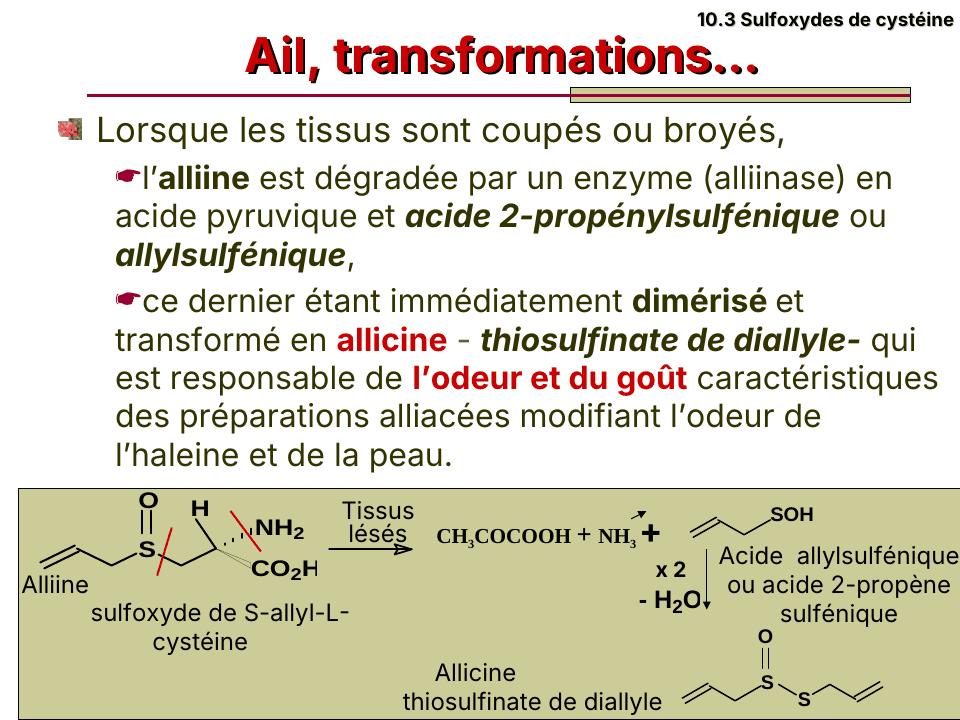 10.3 Sulfoxydes de cystéine
Ail, transformations…
Lorsque les tissus sont coupés ou broyés,
l’alliine est dégradée par un enzyme (alliinase) en
acide pyruvique et acide 2-propénylsulfénique ou
allylsulfénique,
ce dernier étant immédiatement dimérisé et
transformé en allicine - thiosulfinate de diallyle- qui
est responsable de l’odeur et du goût caractéristiques
des préparations alliacées modifiant l’odeur de
l’haleine et de la peau.
O
H
NH2
S
CO2H
Alliine
sulfoxyde de S-allyl-L-
cystéine
Tissus
lésés
CH3COCOOH + NH3 +
SOH
Acide allylsulfénique
ou acide 2-propène
sulfénique
x 2
- H2O
O
S
S
Allicine
thiosulfinate de diallyle